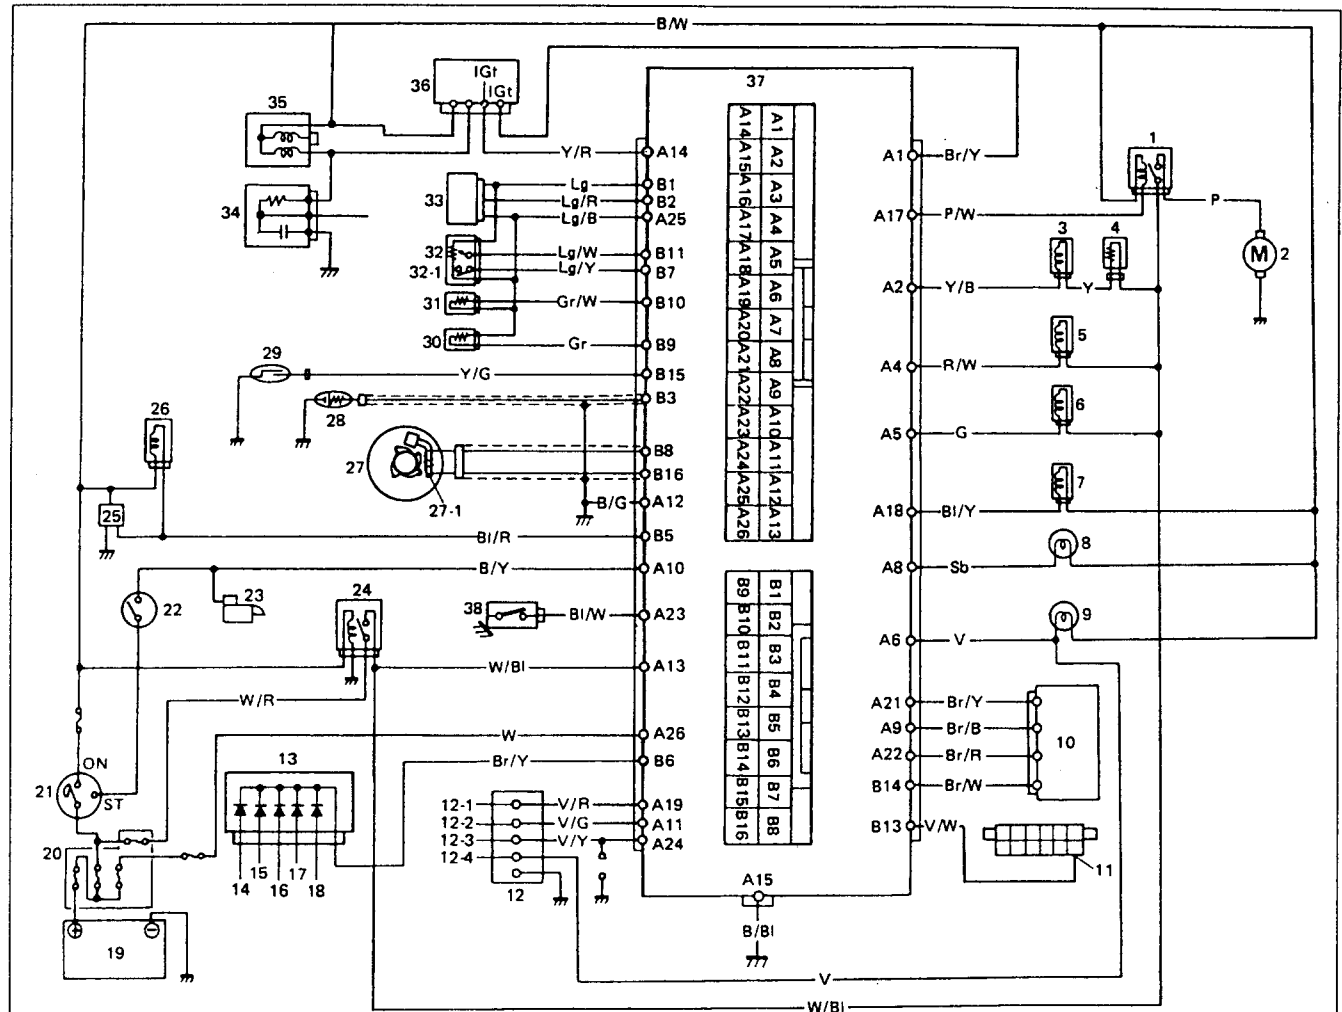 B/W
36
IGt
IGt
37
35
Y/R
A14
A1
Br/Y
1
33
Lg
B1
Lg/R
B2
Lg/B
A25
A17
P/W
P
34
32
Lg/W
B11
32-1
Lg/Y
B7
3
4
M
2
31
Gr/W
B10
A2
Y/B
Y
30
Gr
B9
5
29
Y/G
B15
A4
R/W
28
B3
6
26
A5
G
27
B8
B16
27-1
7
25
B/G
A12
A18
Bl/Y
Bl/R
B5
8
B/Y
A10
A8
Sb
22
23
24
38
Bl/W
A23
9
A6
V
W/Bl
A13
W/R
A21
Br/Y
W
A26
A9
Br/B
10
Br/Y
B6
A22
Br/R
B14
Br/W
ON
21
ST
13
12-1
V/R
A19
12-2
V/G
A11
12-3
V/Y
A24
12-4
12
B13
V/W
11
20
14
15
16
17
18
19
A15
B/Bl
V
W/Bl
A1 A2 A3 A4 A5 A6 A7 A8 A9 A10 A11 A12 A13
A14 A15 A16 A17 A18 A19 A20 A21 A22 A23 A24 A25 A26
B1 B2 B3 B4 B5 B6 B7 B8
B9 B10 B11 B12 B13 B14 B15 B16